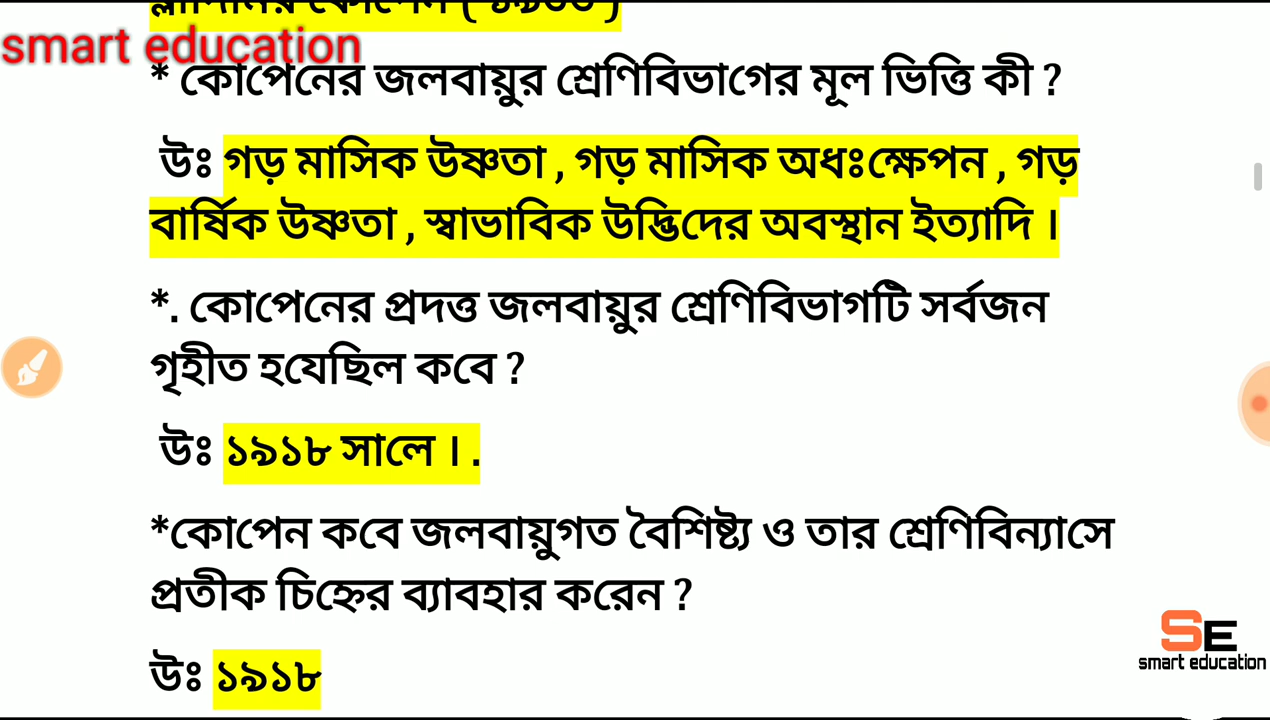 ভ্লাদিমির কোপেন ( ১৯০০ )
smart education
* কোপেনের জলবায়ুর শ্রেণিবিভাগের মূল ভিত্তি কী ?
উঃ গড় মাসিক উষ্ণতা , গড় মাসিক অধঃক্ষেপন , গড়
বার্ষিক উষ্ণতা , স্বাভাবিক উদ্ভিদের অবস্থান ইত্যাদি ।
*. কোপেনের প্রদত্ত জলবায়ুর শ্রেণিবিভাগটি সর্বজন
গৃহীত হযেছিল কবে ?
উঃ ১৯১৮ সালে । .
*কোপেন কবে জলবায়ুগত বৈশিষ্ট্য ও তার শ্রেণিবিন্যাসে
প্রতীক চিহ্নের ব্যাবহার করেন ?
উঃ ১৯১৮
SE
smart education